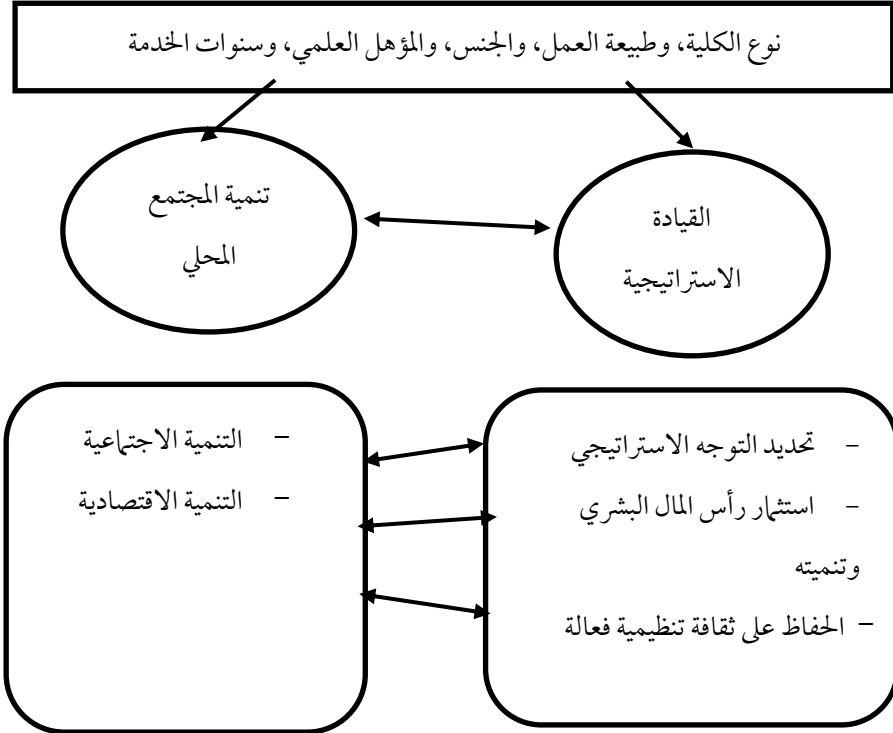 نوع الكلية، وطبيعة العمل، والجنس، والمؤهل العلمي، وسنوات الخدمة
القيادة
الاستراتيجية
تنمية المجتمع
المحلي
– تحديد التوجه الاستراتيجي
– استثمار رأس المال البشري
وتنميته
– الحفاظ على ثقافة تنظيمية فعالة
– التنمية الاجتماعية
– التنمية الاقتصادية